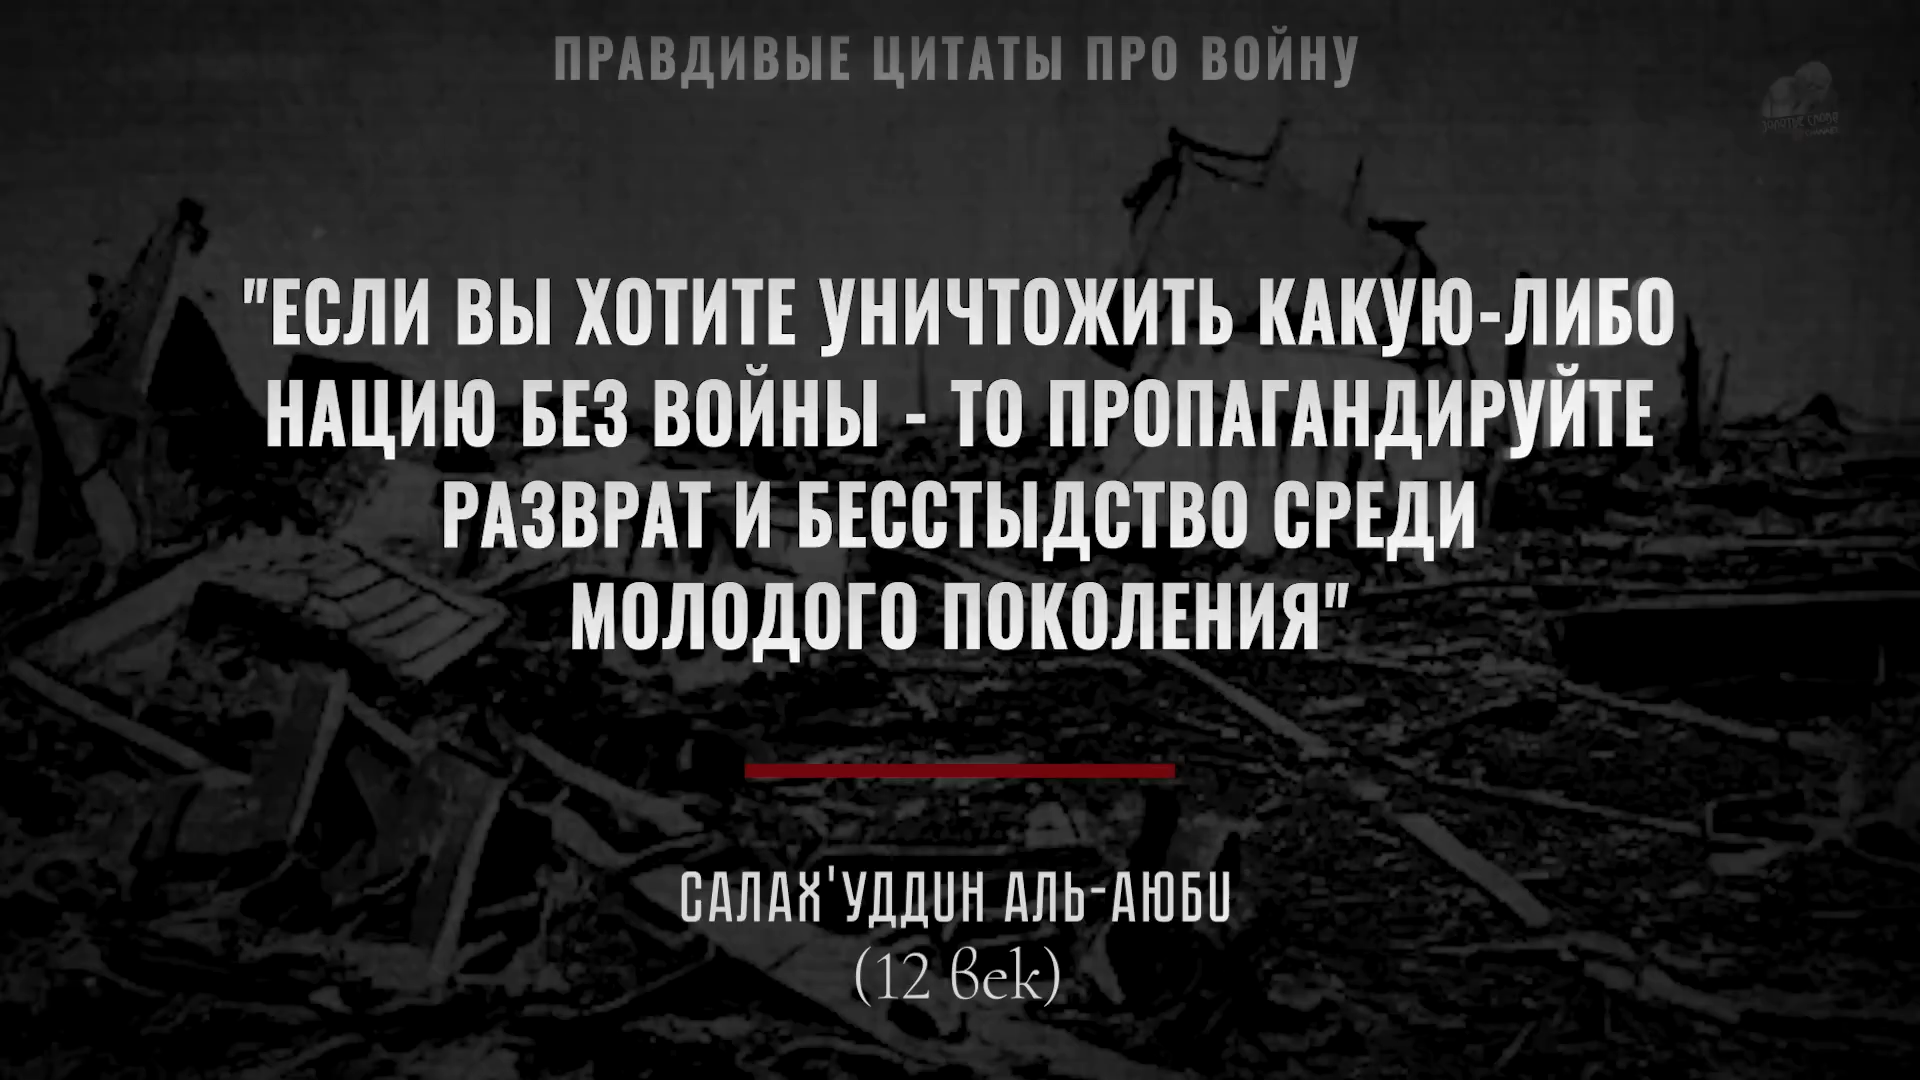 ПРАВДИВЫЕ ЦИТАТЫ ПРО ВОЙНУ
"ЕСЛИ ВЫ ХОТИТЕ УНИЧТОЖИТЬ КАКУЮ-ЛИБО
НАЦИЮ БЕЗ ВОЙНЫ - ТО ПРОПАГАНДИРУЙТЕ
РАЗВРАТ И БЕССТЫДСТВО СРЕДИ
МОЛОДОГО ПОКОЛЕНИЯ"
САЛАХ'УДДИН АЛЬ-АЮБИ
(12 век)